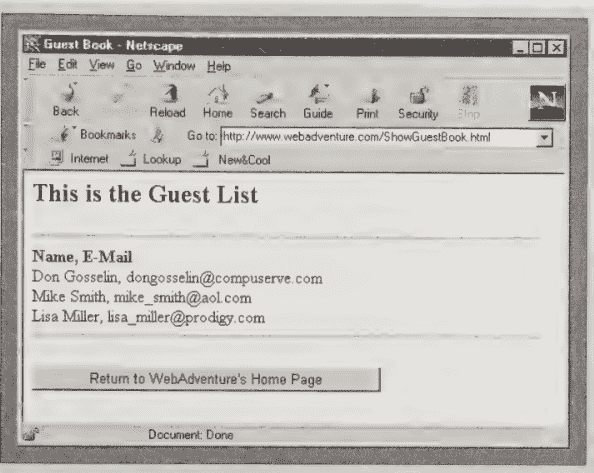 Guest Book - Netscape
File Edit View Go Window Help
Back Reload Home Search Guide Print Security Stop
Bookmarks Go to: http://www.webadventure.com/ShowGuestBook.html
Internet Lookup New&Cool
This is the Guest List
Name, E-Mail
Don Gosselin, dongosselin@compuserve.com
Mike Smith, mike_smith@aol.com
Lisa Miller, lisa_miller@prodigy.com
Return to WebAdventure's Home Page
Document: Done